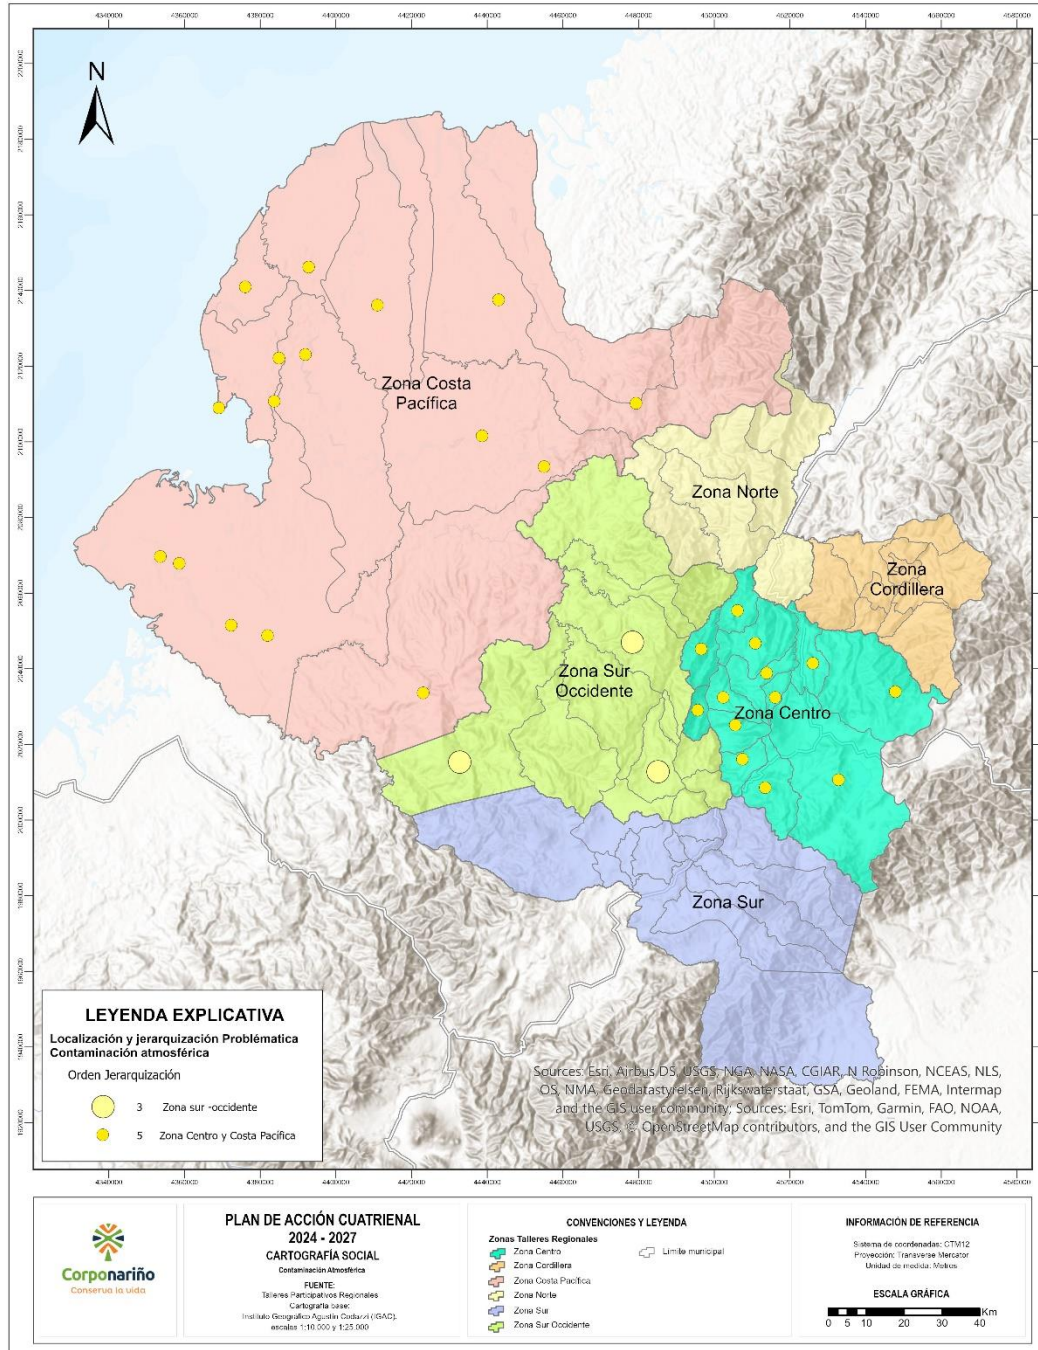 N
Zona Costa
Pacífica
Zona Norte
Zona
Cordillera
Zona Sur
Occidente
Zona Centro
Zona Sur
LEYENDA EXPLICATIVA
Localización y jerarquización Problemática
Contaminación atmosférica
Orden Jerarquización
3 Zona sur -occidente
5 Zona Centro y Costa Pacífica
Sources: Esri, Airbus DS, USGS, NGA, NASA, CGIAR, N Robinson, NCEAS, NLS,
OS, NMA, Geodatastyrelsen, Rijkswaterstaat, GSA, Geoland, FEMA, Intermap
and the GIS user community, Sources: Esri, TomTom, Garmin, FAO, NOAA,
USGS, © OpenStreetMap contributors, and the GIS User Community
Corponariño
Conserva la vida
PLAN DE ACCIÓN CUATRIENAL
2024 - 2027
CARTOGRAFÍA SOCIAL
Contaminación Atmosférica
FUENTE:
Talleres Participativos Regionales
Cartografía base:
Instituto Geográfico Agustín Codazzi (IGAC).
escalas 1:10.000 y 1:25.000
CONVENCIONES Y LEYENDA
Zonas Talleres Regionales
Zona Centro
Zona Cordillera
Zona Costa Pacífica
Zona Norte
Zona Sur
Zona Sur Occidente
Límite municipal
INFORMACIÓN DE REFERENCIA
Sistema de coordenadas: CTM12
Proyección: Transverse Mercator
Unidad de medida: Metros
ESCALA GRÁFICA
Km
0 5 10 20 30 40